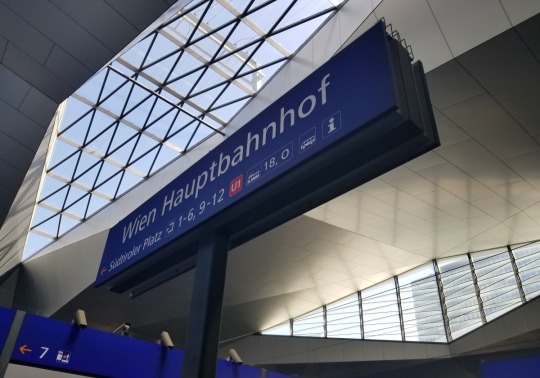 Wien Hauptbahnhof
Südtiroler Platz 1-6, 9-12 U1 18, O i
7